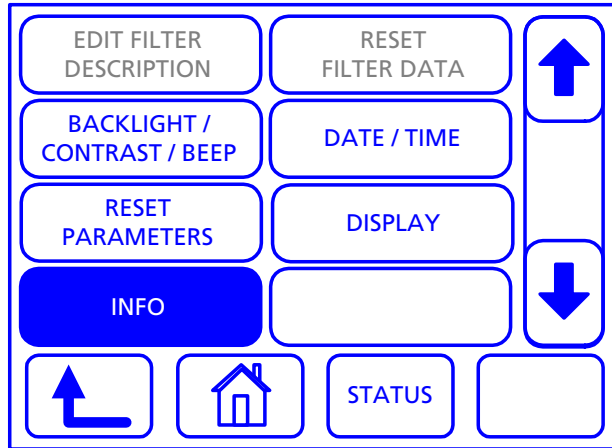 EDIT FILTER
DESCRIPTION
RESET
FILTER DATA
BACKLIGHT /
CONTRAST / BEEP
DATE / TIME
RESET
PARAMETERS
DISPLAY
INFO
STATUS